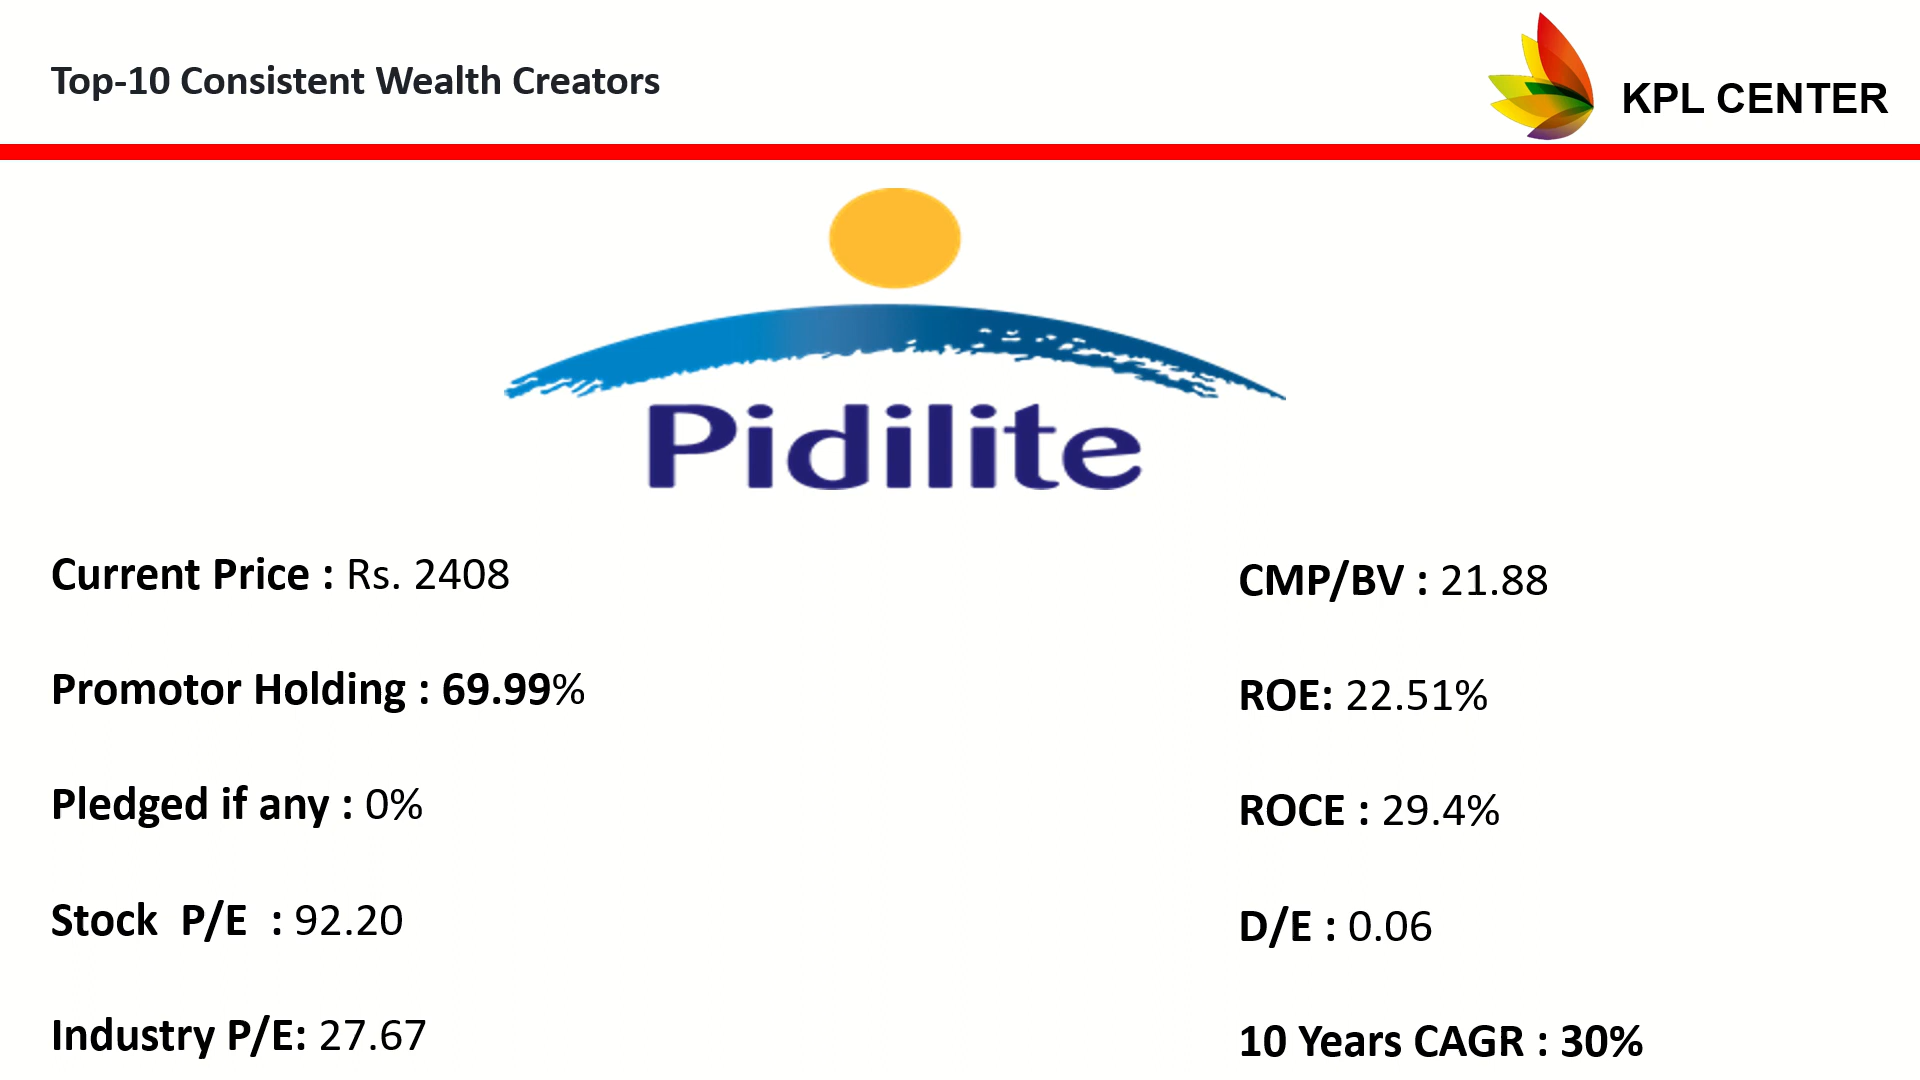 Top-10 Consistent Wealth Creators
KPL CENTER
Pidilite
Current Price : Rs. 2408
Promotor Holding : 69.99%
Pledged if any : 0%
Stock  P/E  : 92.20
Industry P/E: 27.67
CMP/BV : 21.88
ROE: 22.51%
ROCE : 29.4%
D/E : 0.06
10 Years CAGR : 30%